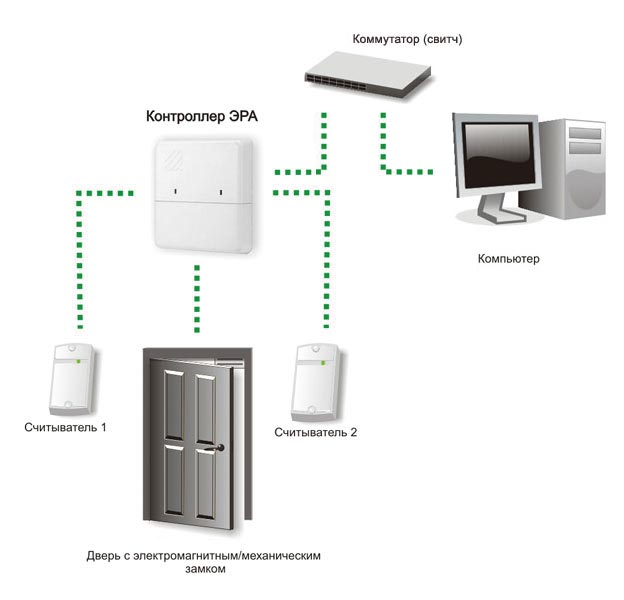 Коммутатор (свитч)
Контроллер ЭРА
Компьютер
Считыватель 1
Считыватель 2
Дверь с электромагнитным/механическим
замком